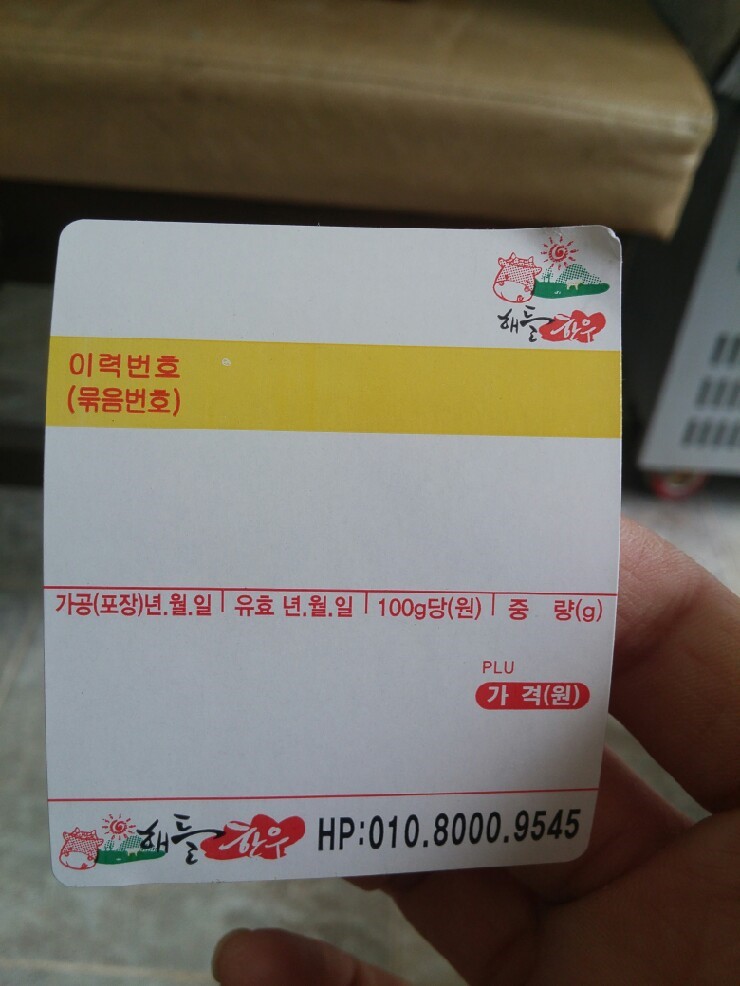 해들 한우
이력번호
(묶음번호)
가공(포장)년.월.일 유효 년.월.일 100g당(원) 중 량(g)
PLU
가 격(원)
해들 한우 HP:010.8000.9545